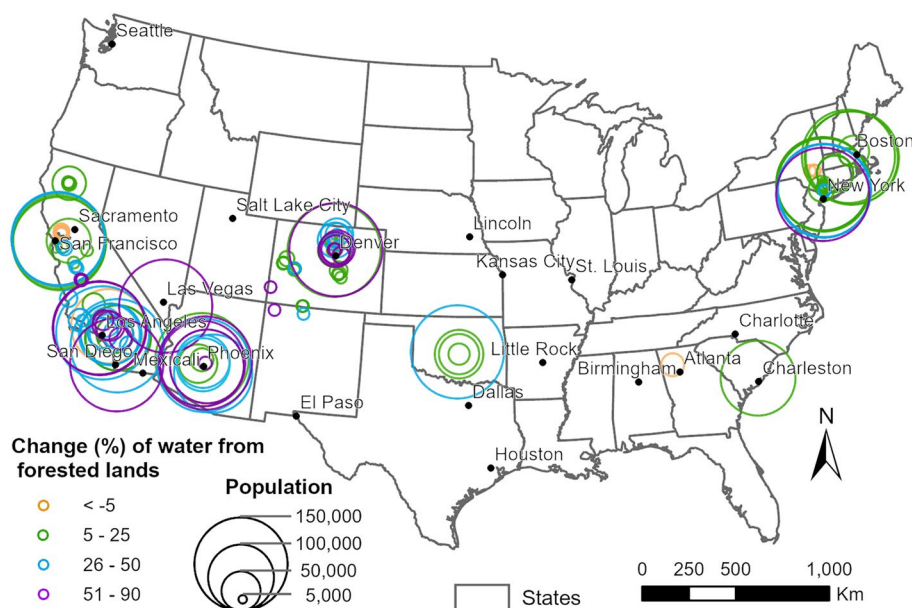 Seattle
Boston
New York
Salt Lake City
Sacramento
San Francisco
Denver
Lincoln
Kansas City
St. Louis
Las Vegas
Los Angeles
Charlotte
San Diego
Mexicali
Phoenix
Little Rock
Birmingham
Atlanta
Charleston
El Paso
Dallas
Houston
N
Change (%) of water from
forested lands
< -5
5 - 25
26 - 50
51 - 90
Population
150,000
100,000
50,000
5,000
States
0 250 500 1,000
Km